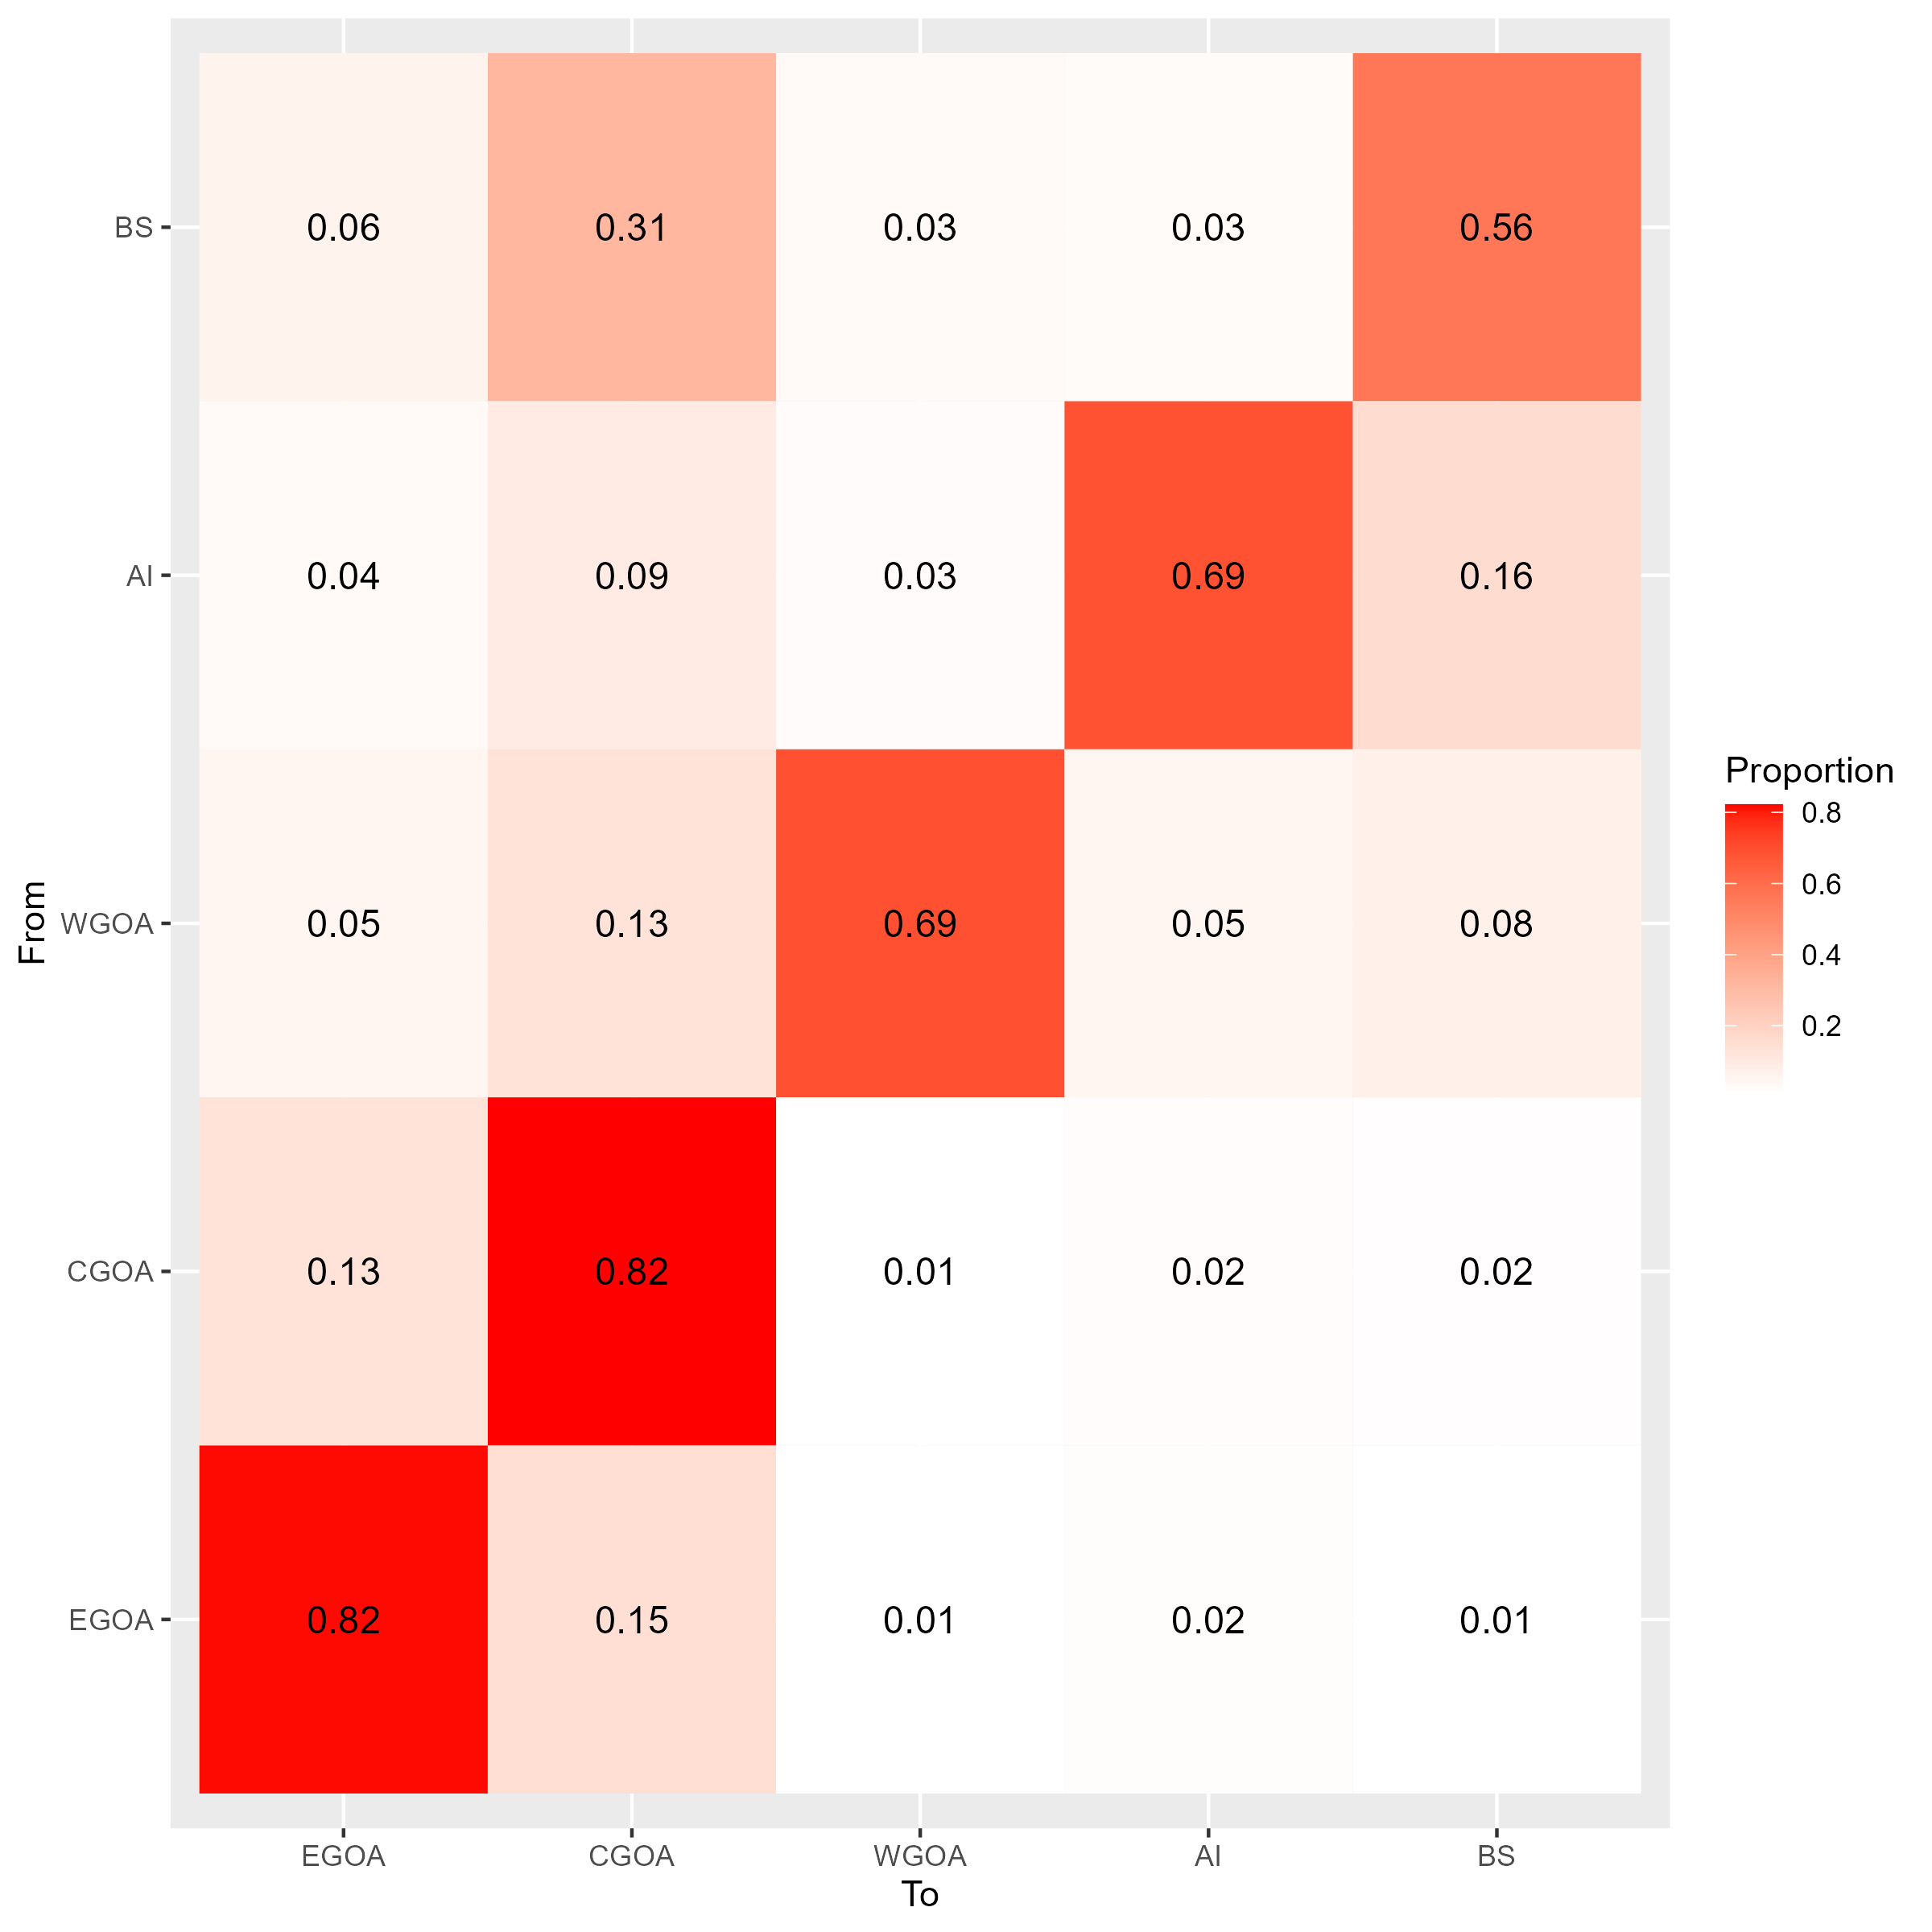 BS 0.06 0.31 0.03 0.03 0.56
AI 0.04 0.09 0.03 0.69 0.16
WGOA 0.05 0.13 0.69 0.05 0.08
CGOA 0.13 0.82 0.01 0.02 0.02
EGOA 0.82 0.15 0.01 0.02 0.01
From
EGOA CGOA WGOA AI BS
To
Proportion
0.8
0.6
0.4
0.2